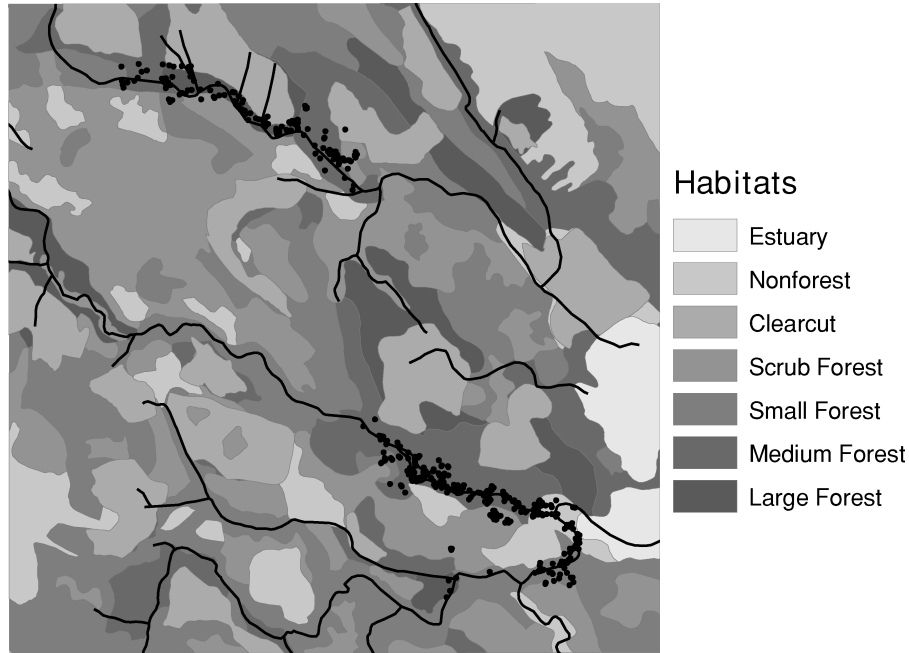 Habitats
Estuary
Nonforest
Clearcut
Scrub Forest
Small Forest
Medium Forest
Large Forest